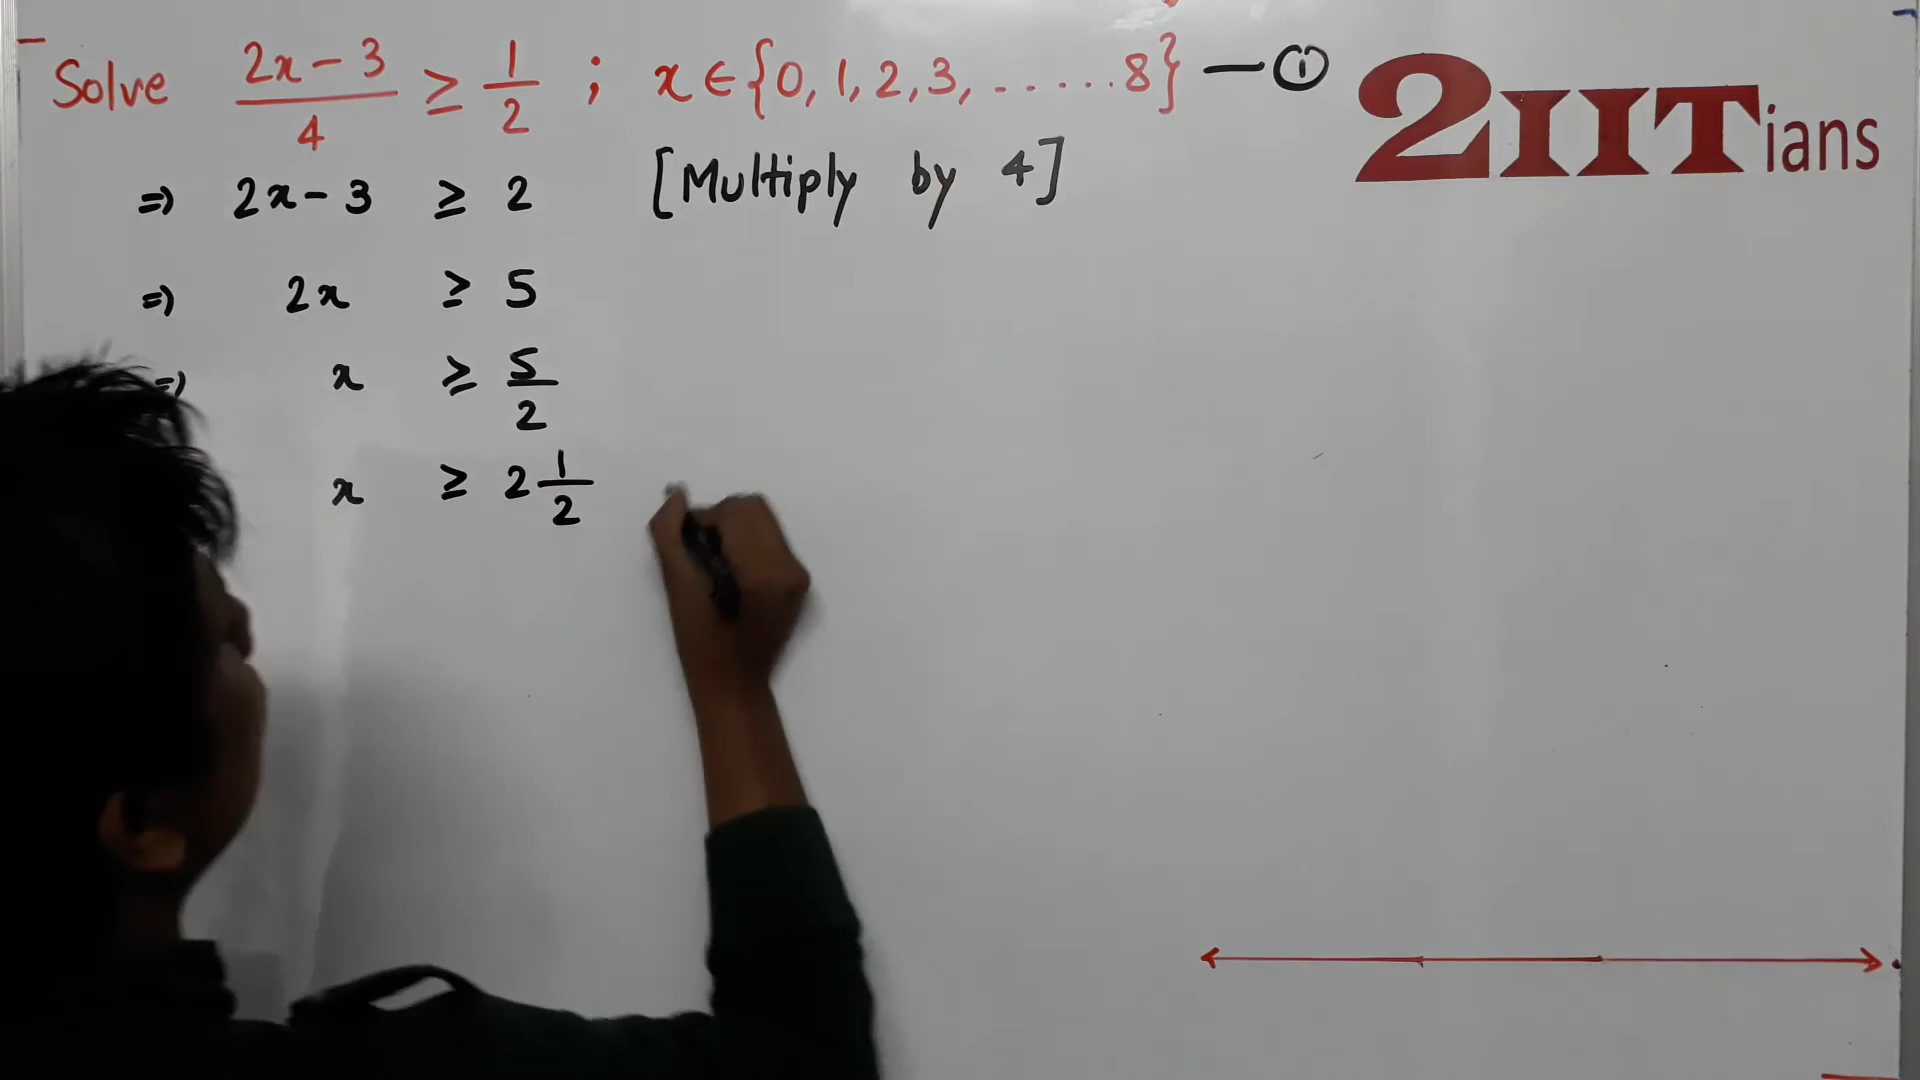 Solve (2x-3)/4 ≥ 1/2 ; x∈{0,1,2,3,......8} —①
2IITians
⇒ 2x-3 ≥ 2 [Multiply by 4]
⇒ 2x ≥ 5
⇒ x ≥ 5/2
x ≥ 2 1/2